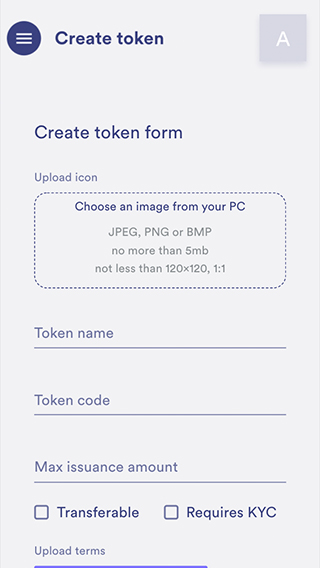 Create token
A
Create token form
Upload icon
Choose an image from your PC
JPEG, PNG or BMP
no more than 5mb
not less than 120×120, 1:1
Token name
Token code
Max issuance amount
Transferable
Requires KYC
Upload terms